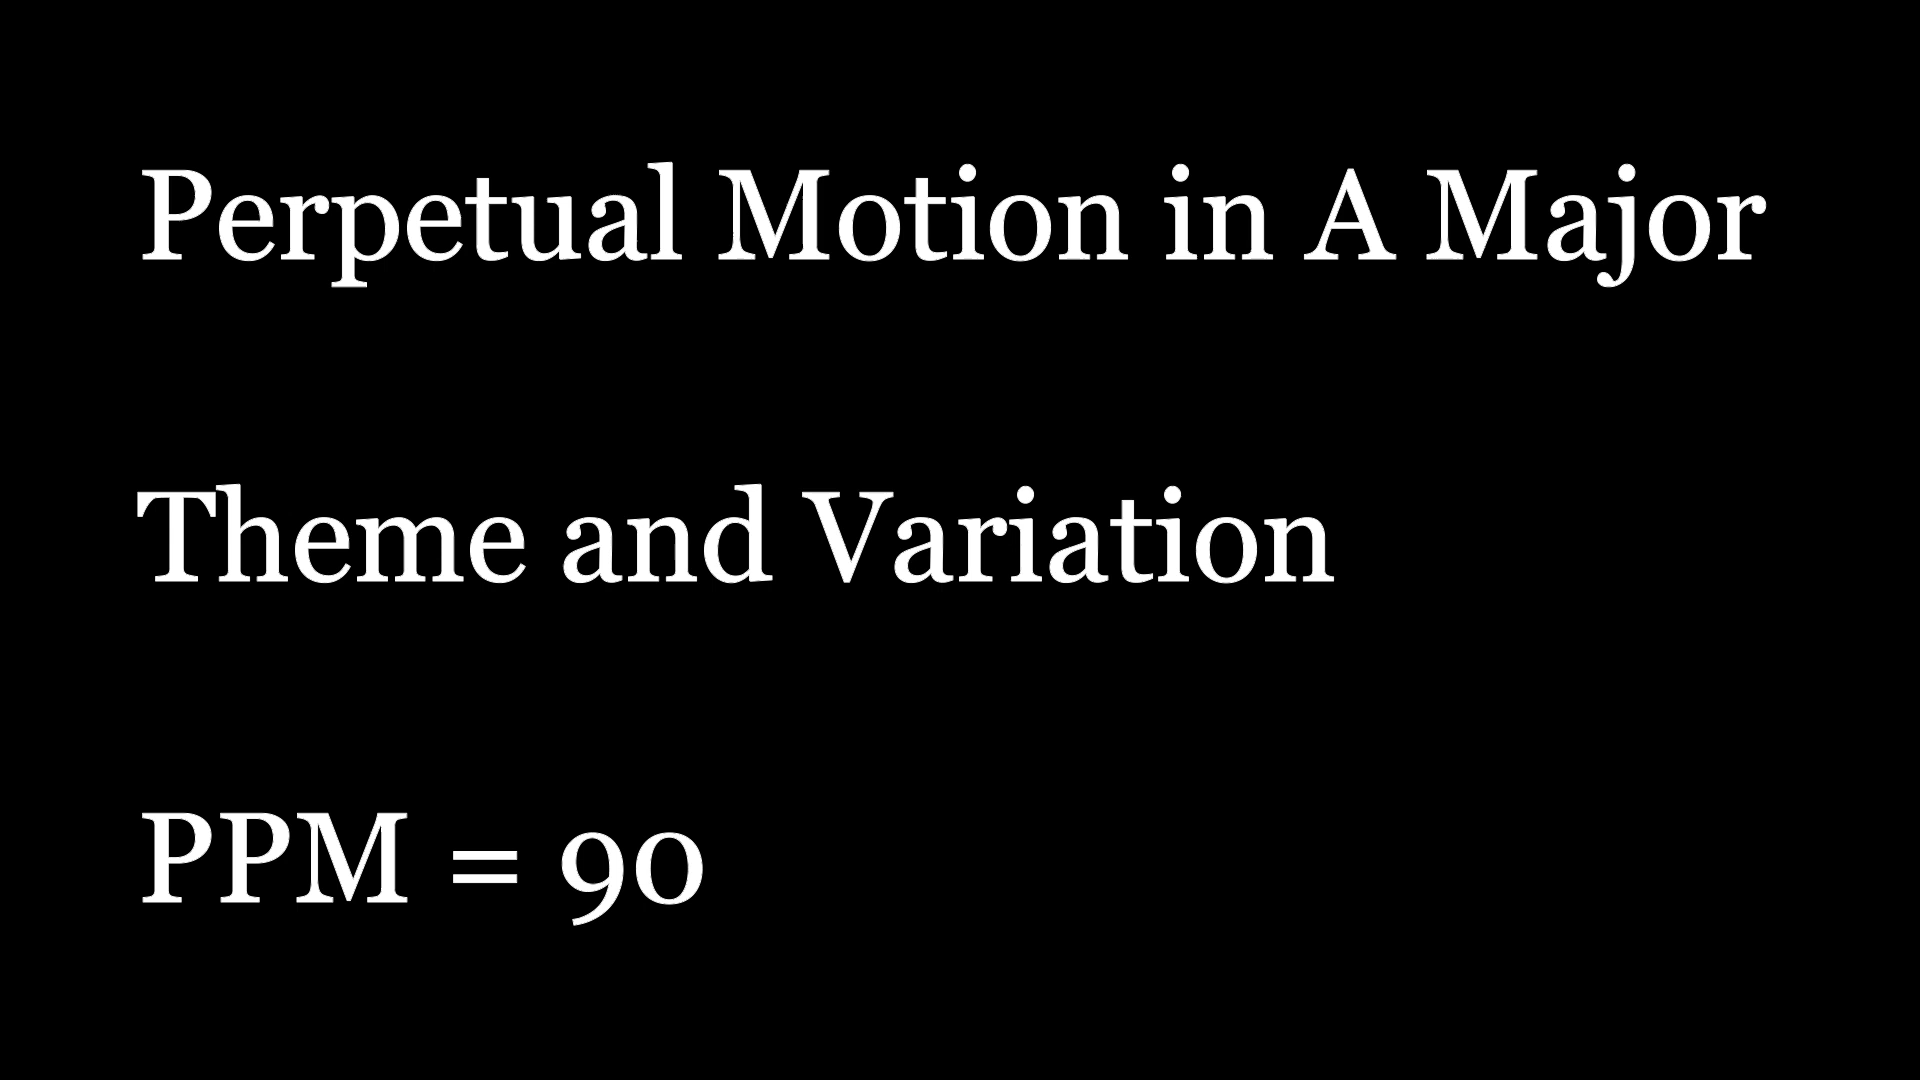 Perpetual Motion in A Major
Theme and Variation
PPM = 90